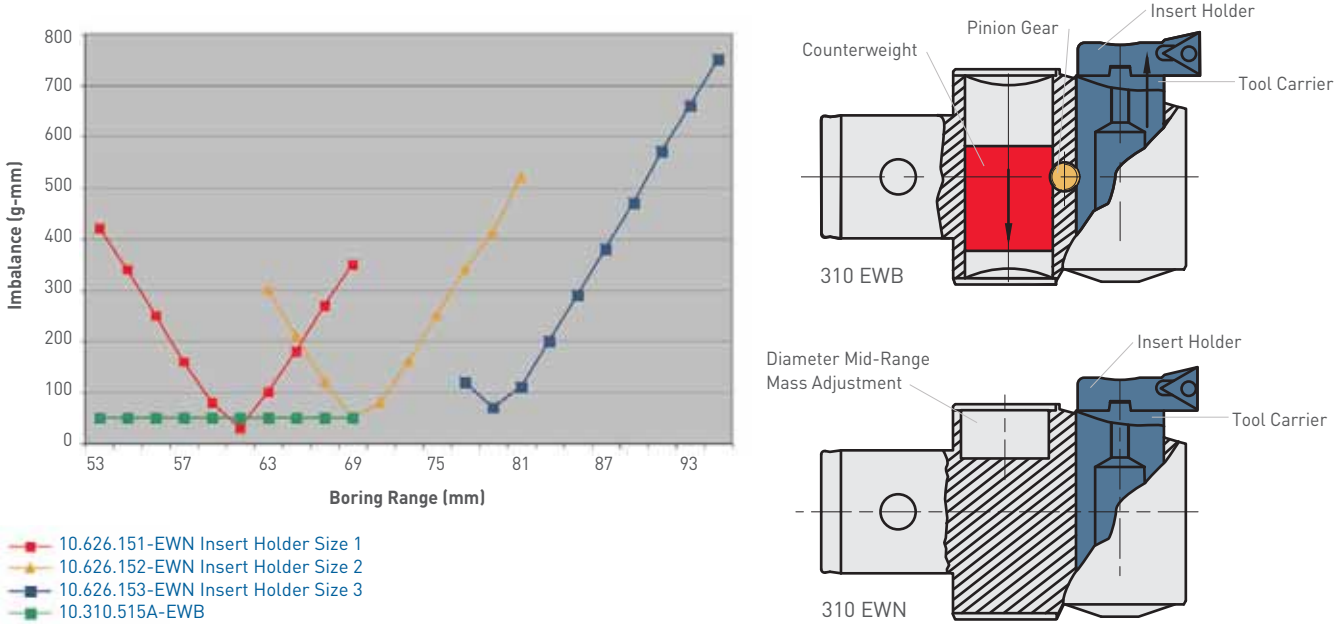 800
700
600
500
400
300
200
100
0
Imbalance (g-mm)
53 57 63 69 75 81 87 93
Boring Range (mm)
10.626.151-EWN Insert Holder Size 1
10.626.152-EWN Insert Holder Size 2
10.626.153-EWN Insert Holder Size 3
10.310.515A-EWB
Insert Holder
Pinion Gear
Counterweight
Tool Carrier
310 EWB
Insert Holder
Diameter Mid-Range
Mass Adjustment
Tool Carrier
310 EWN